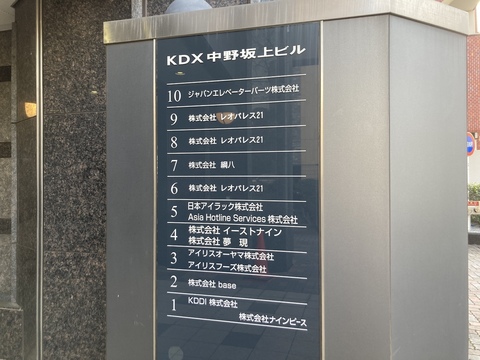 KDX 中野坂上ビル
10 ジャパンエレベーターパーツ株式会社
9 株式会社 レオパレス21
8 株式会社 レオパレス21
7 株式会社 綱八
6 株式会社 レオパレス21
5 日本アイラック株式会社
Asia Hotline Services 株式会社
4 株式会社 イーストナイン
株式会社 夢 現
3 アイリスオーヤマ株式会社
アイリスフーズ株式会社
2 株式会社 base
1 KDDI 株式会社
株式会社ナインピース